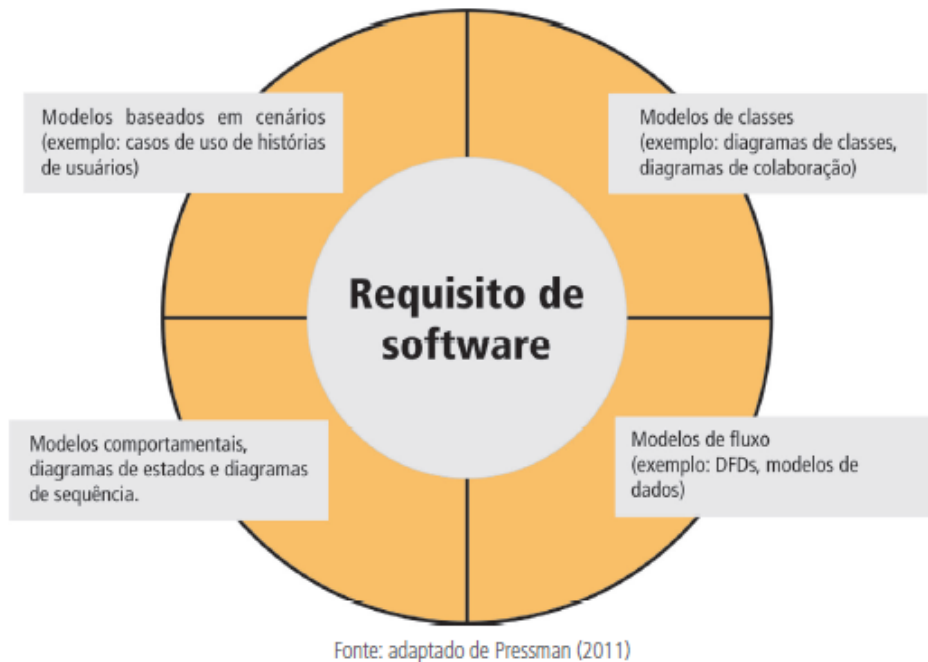 Modelos baseados em cenários
(exemplo: casos de uso de histórias
de usuários)
Modelos de classes
(exemplo: diagramas de classes,
diagramas de colaboração)
Requisito de
software
Modelos comportamentais,
diagramas de estados e diagramas
de sequência.
Modelos de fluxo
(exemplo: DFDs, modelos de
dados)
Fonte: adaptado de Pressman (2011)